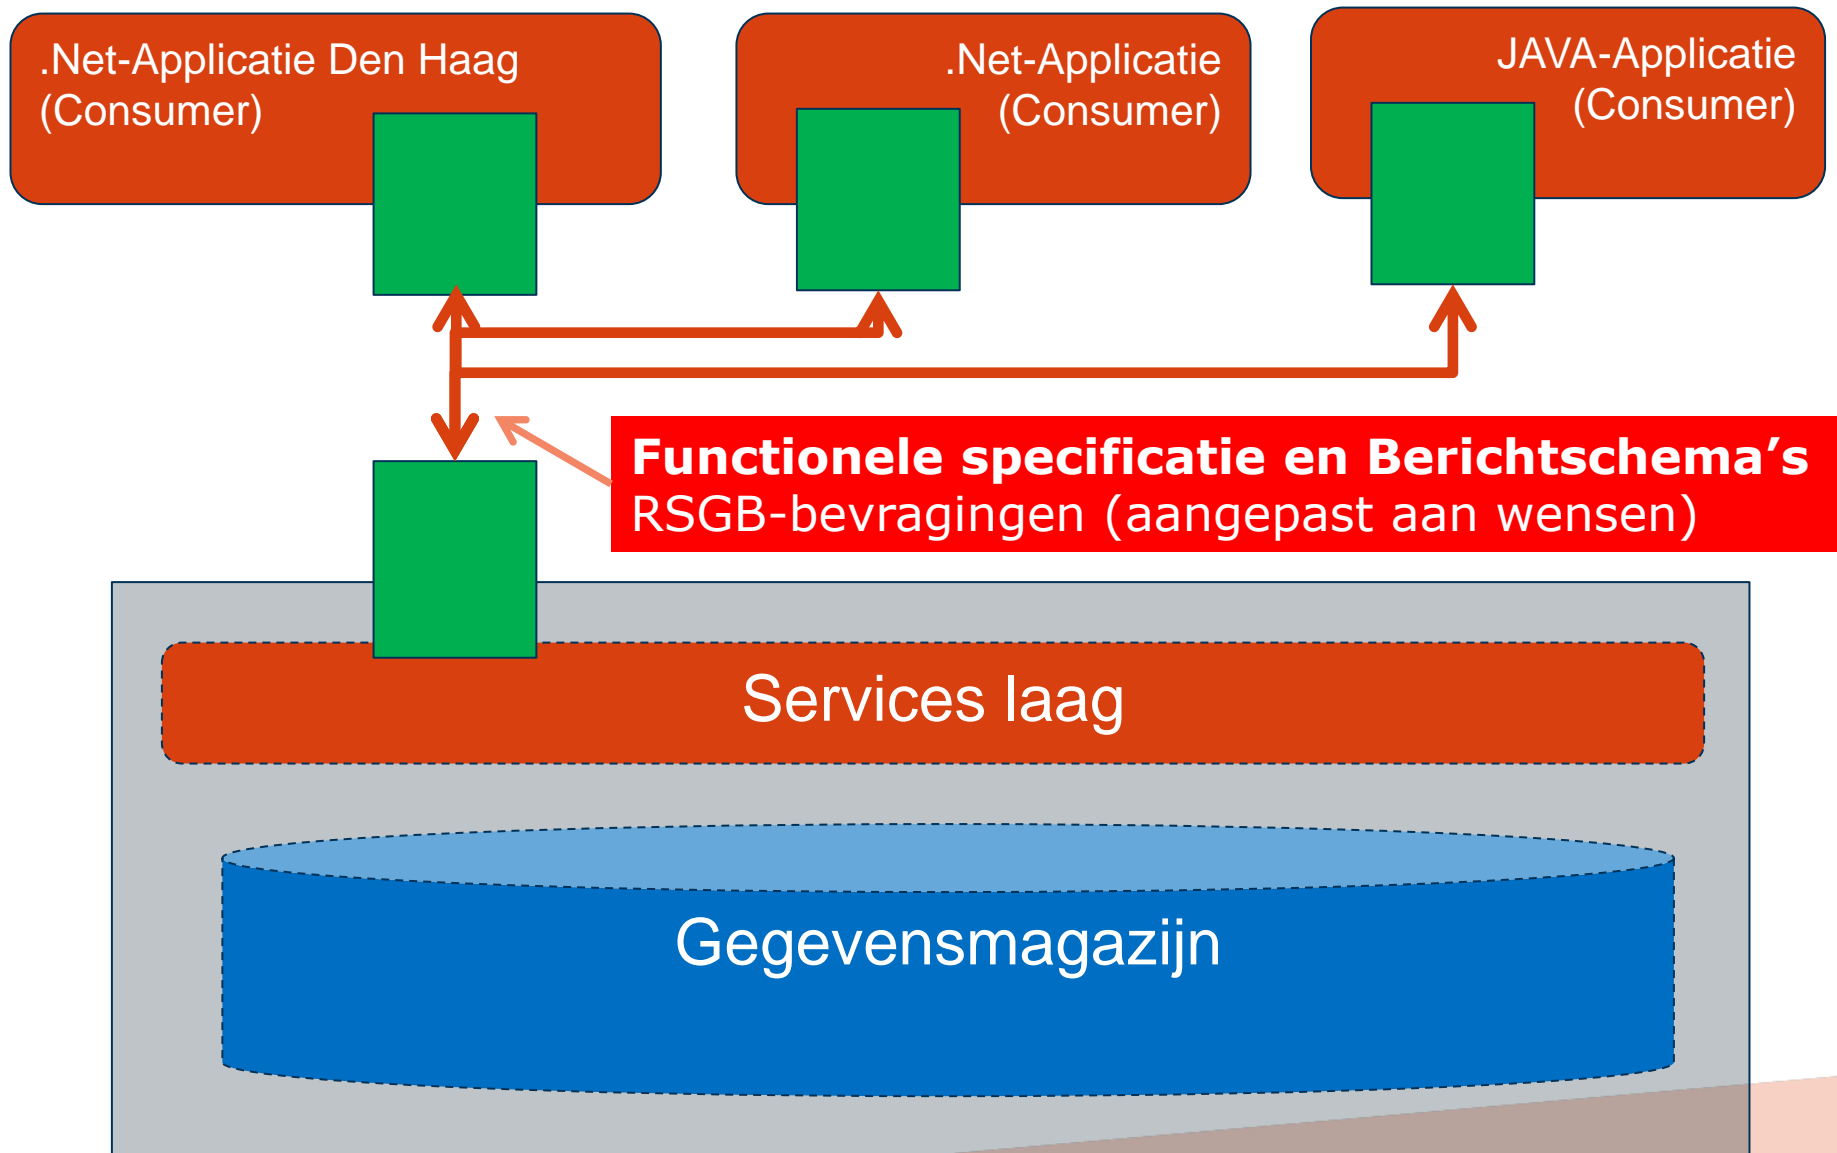 .Net-Applicatie Den Haag
(Consumer)
.Net-Applicatie
(Consumer)
JAVA-Applicatie
(Consumer)
Functionele specificatie en Berichtschema’s
RSGB-bevragingen (aangepast aan wensen)
Services laag
Gegevensmagazijn